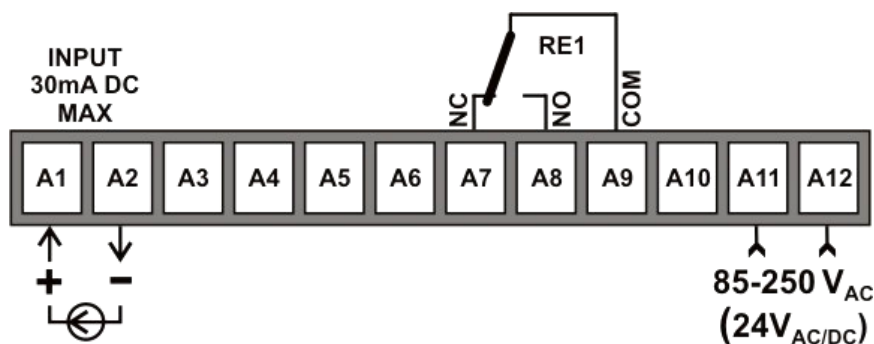 INPUT
30mA DC
MAX
RE1
NC
NO
COM
A1 A2 A3 A4 A5 A6 A7 A8 A9 A10 A11 A12
+ -
85-250 VAC
(24VAC/DC)